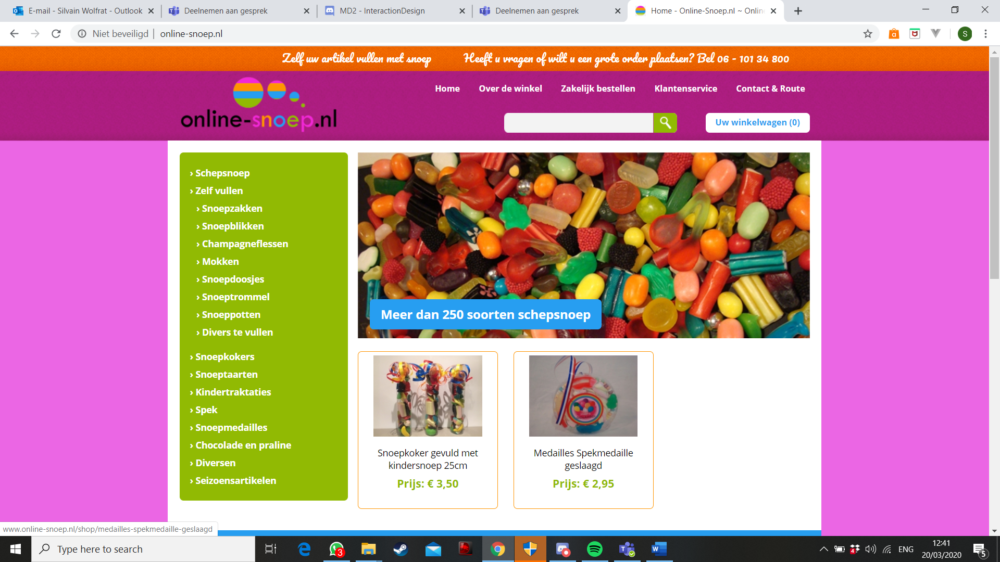 E-mail - Silvain Wolfrat - Outlook
Deelnemen aan gesprek
MD2 - InteractionDesign
Deelnemen aan gesprek
Home - Online-Snoep.nl ~ Onlin
Niet beveiligd | online-snoep.nl
S
Zelf uw artikel vullen met snoep
Heeft u vragen of wilt u een grote order plaatsen? Bel 06 - 101 34 800
online-snoep.nl
Home
Over de winkel
Zakelijk bestellen
Klantenservice
Contact & Route
Uw winkelwagen (0)
› Schepsnoep
› Zelf vullen
› Snoepzakken
› Snoepblikken
› Champagneflessen
› Mokken
› Snoepdoosjes
› Snoeptrommel
› Snoeppotten
› Divers te vullen
› Snoepkokers
› Snoeptaarten
› Kindertraktaties
› Spek
› Snoepmedailles
› Chocolade en praline
› Diversen
› Seizoensartikelen
Meer dan 250 soorten schepsnoep
Snoepkoker gevuld met
kindersnoep 25cm
Prijs: € 3,50
Medailles Spekmedaille
geslaagd
Prijs: € 2,95
www.online-snoep.nl/shop/medailles-spekmedaille-geslaagd
Type here to search
3
4
ENG
12:41
20/03/2020
5